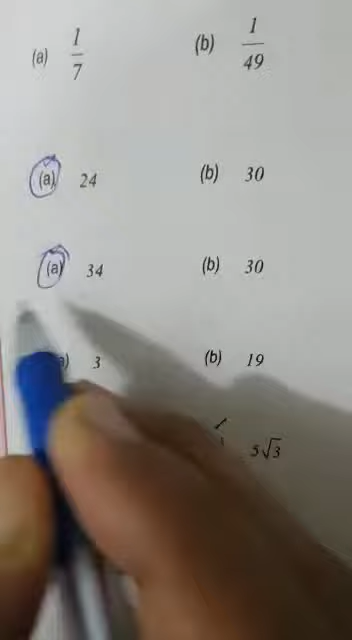 (a) 1/7 (b) 1/49
(a) 24 (b) 30
(a) 34 (b) 30
3 (b) 19
5√3